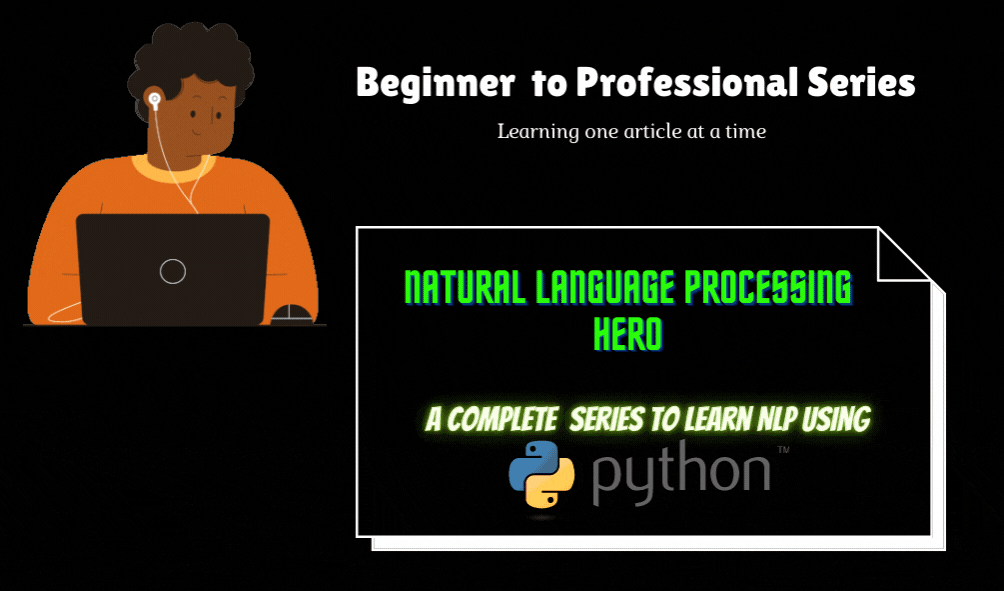 Beginner to Professional Series
Learning one article at a time
NATURAL LANGUAGE PROCESSING
HERO
A COMPLETE SERIES TO LEARN NLP USING
python™